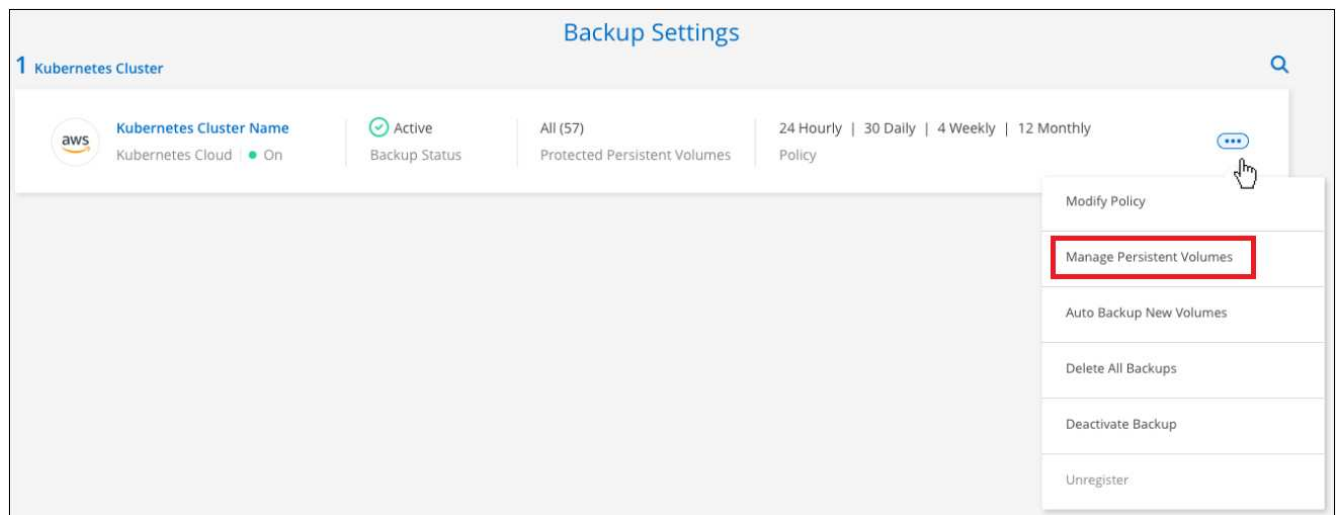 Backup Settings
1 Kubernetes Cluster
aws
Kubernetes Cluster Name
Active
All (57)
24 Hourly | 30 Daily | 4 Weekly | 12 Monthly
Kubernetes Cloud | On
Backup Status
Protected Persistent Volumes
Policy
Modify Policy
Manage Persistent Volumes
Auto Backup New Volumes
Delete All Backups
Deactivate Backup
Unregister